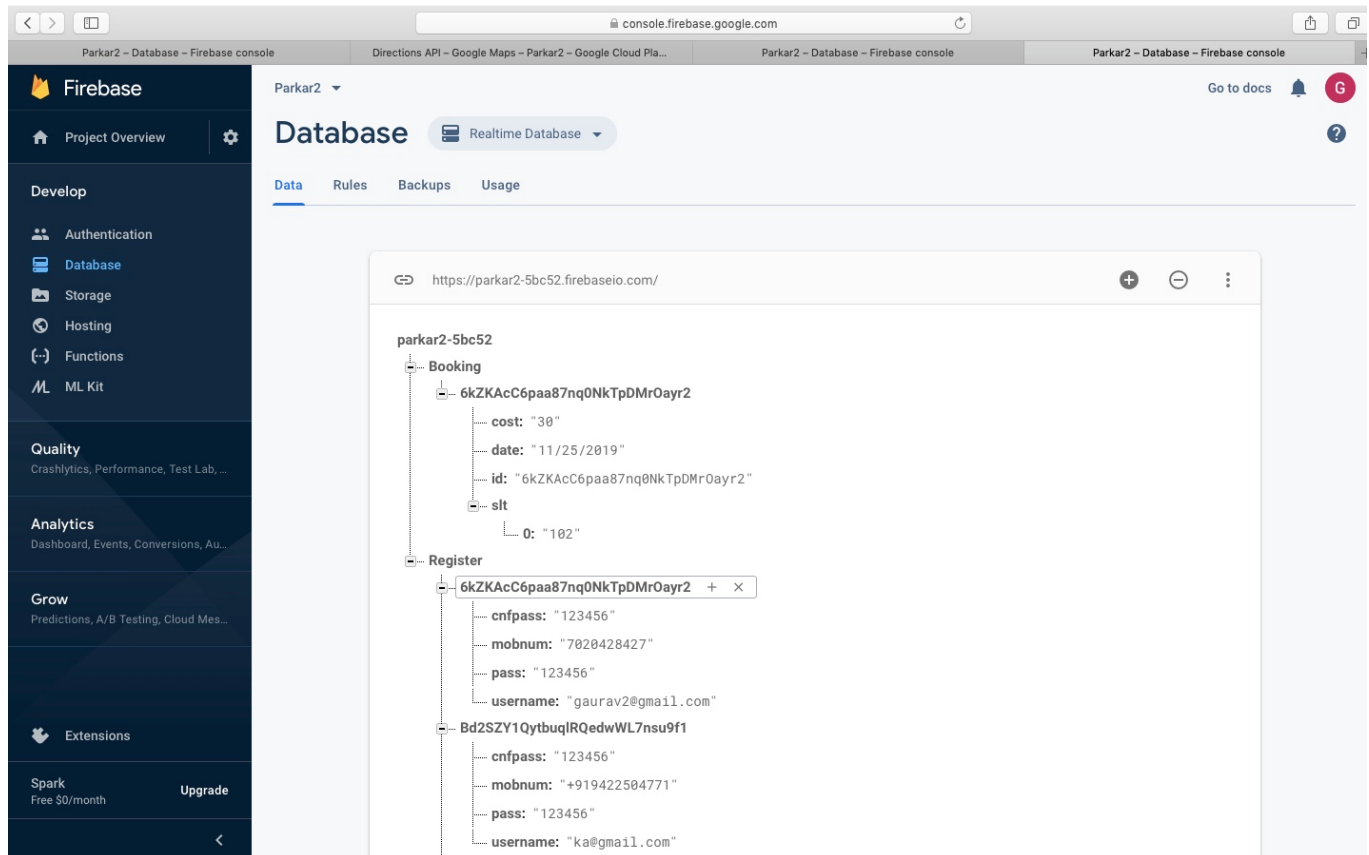 console.firebase.google.com
Parkar2 – Database – Firebase console
Directions API – Google Maps – Parkar2 – Google Cloud Pla...
Parkar2 – Database – Firebase console
Parkar2 – Database – Firebase console
Firebase
Parkar2
Go to docs
G
Project Overview
Database
Realtime Database
?
Develop
Data
Rules
Backups
Usage
Authentication
Database
Storage
Hosting
Functions
ML Kit
https://parkar2-5bc52.firebaseio.com/
Quality
Crashlytics, Performance, Test Lab, ...
Analytics
Dashboard, Events, Conversions, Au...
Grow
Predictions, A/B Testing, Cloud Mes...
Extensions
Spark
Free $0/month
Upgrade
parkar2-5bc52
Booking
6kZKAcC6paa87nq0NkTpDMrOayr2
cost: "30"
date: "11/25/2019"
id: "6kZKAcC6paa87nq0NkTpDMrOayr2"
slt
0: "102"
Register
6kZKAcC6paa87nq0NkTpDMrOayr2
cnfpass: "123456"
mobnum: "7020428427"
pass: "123456"
username: "gaurav2@gmail.com"
Bd2SZY1QytbuqlRQedwWL7nsu9f1
cnfpass: "123456"
mobnum: "+919422504771"
pass: "123456"
username: "ka@gmail.com"